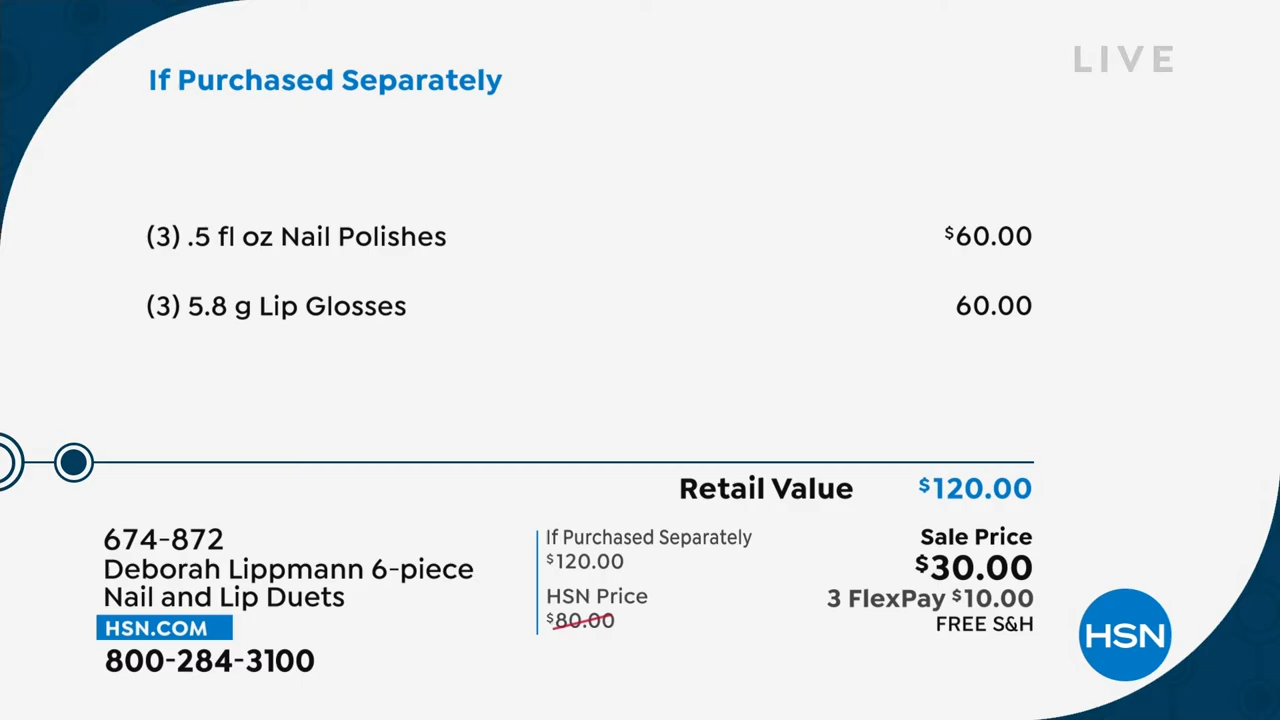 LIVE
If Purchased Separately
(3) .5 fl oz Nail Polishes $60.00
(3) 5.8 g Lip Glosses 60.00
Retail Value $120.00
674-872
Deborah Lippmann 6-piece
Nail and Lip Duets
HSN.COM
800-284-3100
If Purchased Separately
$120.00
HSN Price
$80.00
Sale Price
$30.00
3 FlexPay $10.00
FREE S&H
HSN